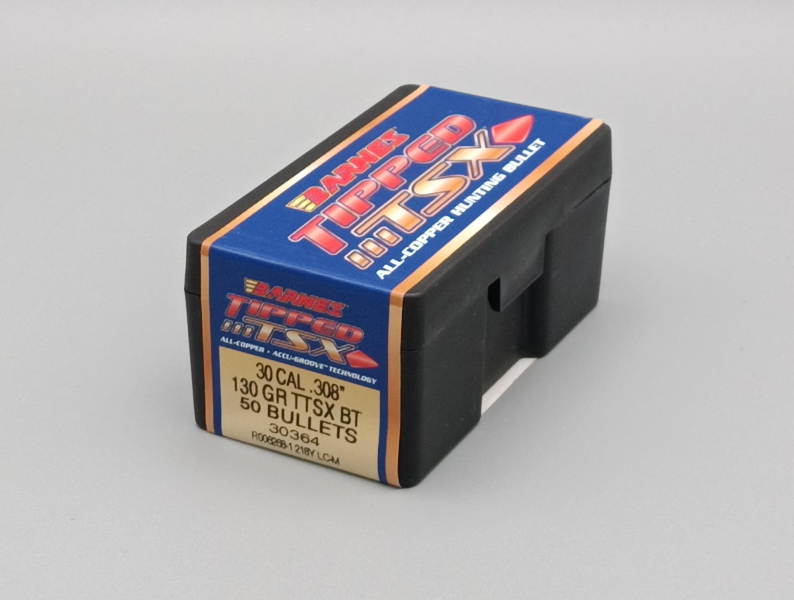 BARNES
TIPPED
TSX
ALL-COPPER HUNTING BULLET
BARNES
TIPPED
TSX
ALL-COPPER • ACCU-GROOVE™ TECHNOLOGY
30 CAL .308"
130 GR TTSX BT
50 BULLETS
30364